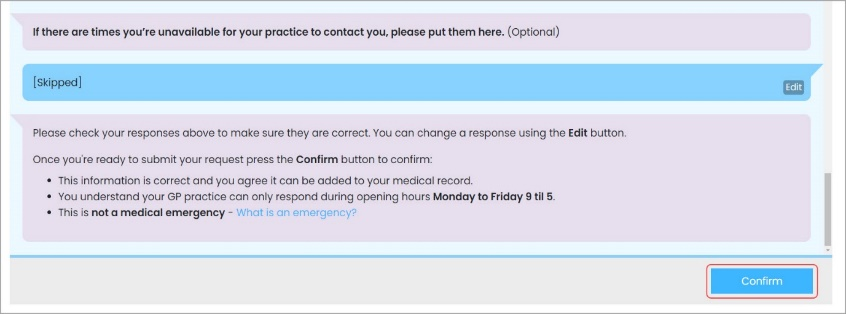 If there are times you're unavailable for your practice to contact you, please put them here. (Optional)
[Skipped]
Edit
Please check your responses above to make sure they are correct. You can change a response using the Edit button.
Once you're ready to submit your request press the Confirm button to confirm:
• This information is correct and you agree it can be added to your medical record.
• You understand your GP practice can only respond during opening hours Monday to Friday 9 til 5.
• This is not a medical emergency - What is an emergency?
Confirm